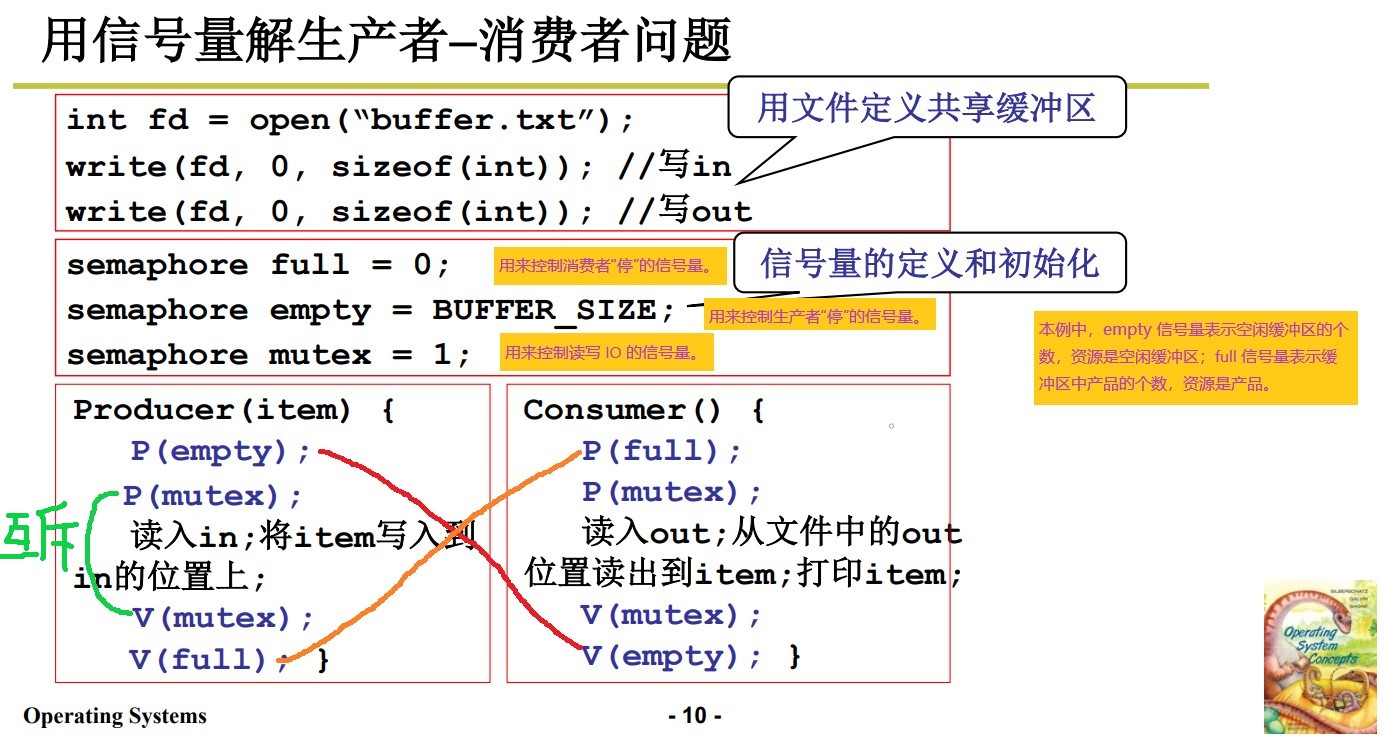 用信号量解生产者–消费者问题
int fd = open(“buffer.txt”);
用文件定义共享缓冲区
write(fd, 0, sizeof(int)); //写in
write(fd, 0, sizeof(int)); //写out
semaphore full = 0;
用来控制消费者“停”的信号量。
信号量的定义和初始化
semaphore empty = BUFFER_SIZE;
用来控制生产者“停”的信号量。
semaphore mutex = 1;
用来控制读写 IO 的信号量。
本例中，empty 信号量表示空闲缓冲区的个
数，资源是空闲缓冲区；full 信号量表示缓
冲区中产品的个数，资源是产品。
Producer(item) {
P(empty);
P(mutex);
互斥
读入in;将item写入到
in的位置上;
V(mutex);
V(full); }
Consumer() {
P(full);
P(mutex);
读入out;从文件中的out
位置读出到item;打印item;
V(mutex);
V(empty); }
SILBERSCHATZ
GALVIN
GAGNE
Operating
System
Concepts
Operating Systems
- 10 -